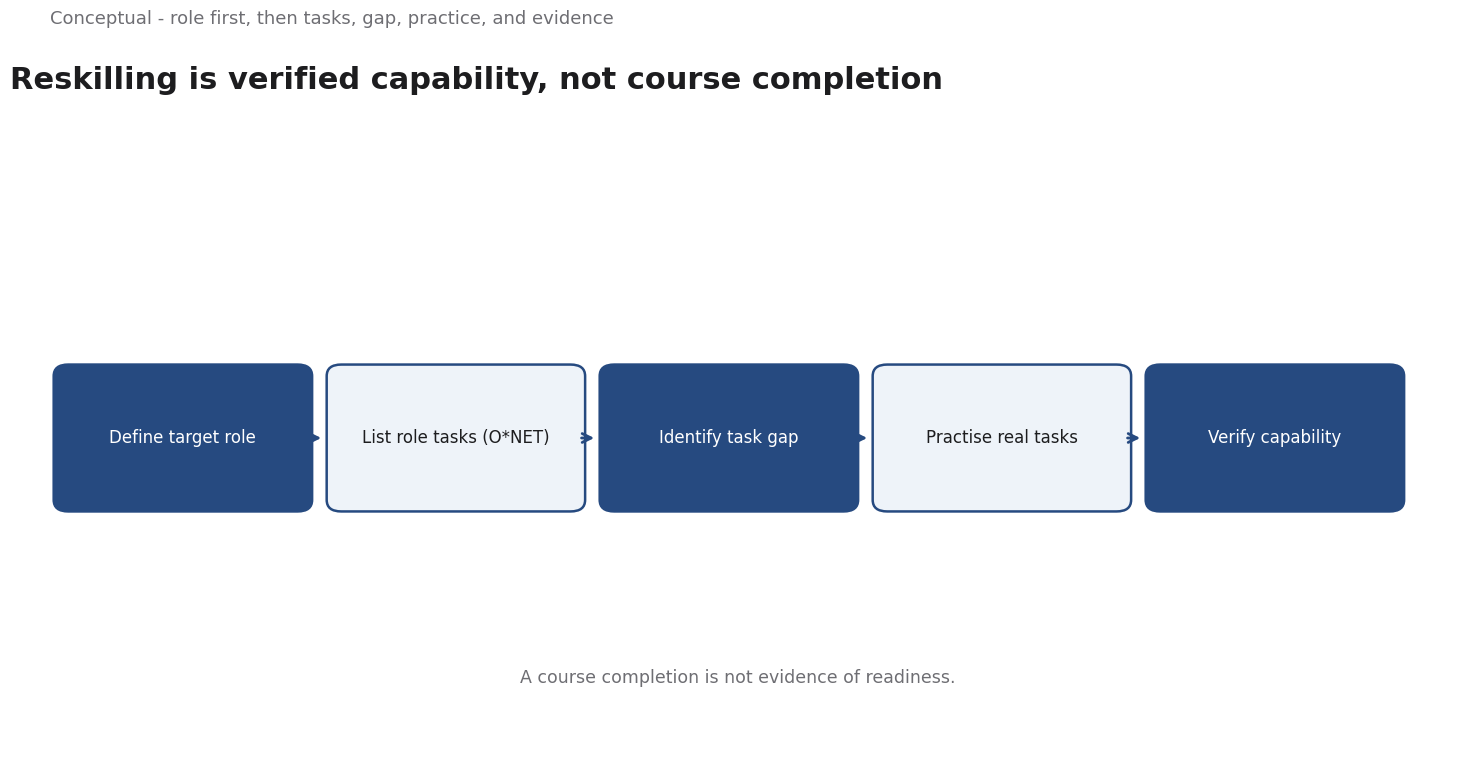 Conceptual - role first, then tasks, gap, practice, and evidence
Reskilling is verified capability, not course completion
Define target role
List role tasks (O*NET)
Identify task gap
Practise real tasks
Verify capability
A course completion is not evidence of readiness.